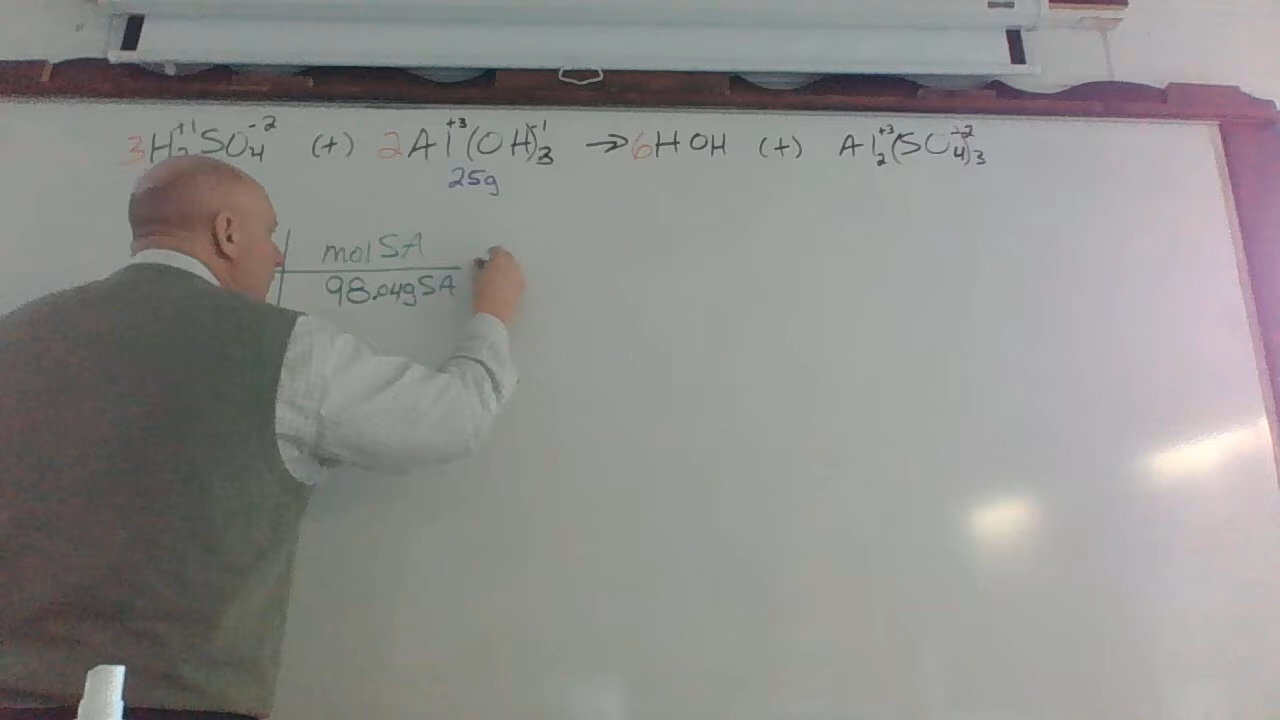 3H₂⁺¹SO₄⁻² (+) 2Al⁺³(OH)₃⁻¹ → 6HOH (+) Al₂⁺³(SO₄)₃⁻²
25g
mol SA
98.04g SA